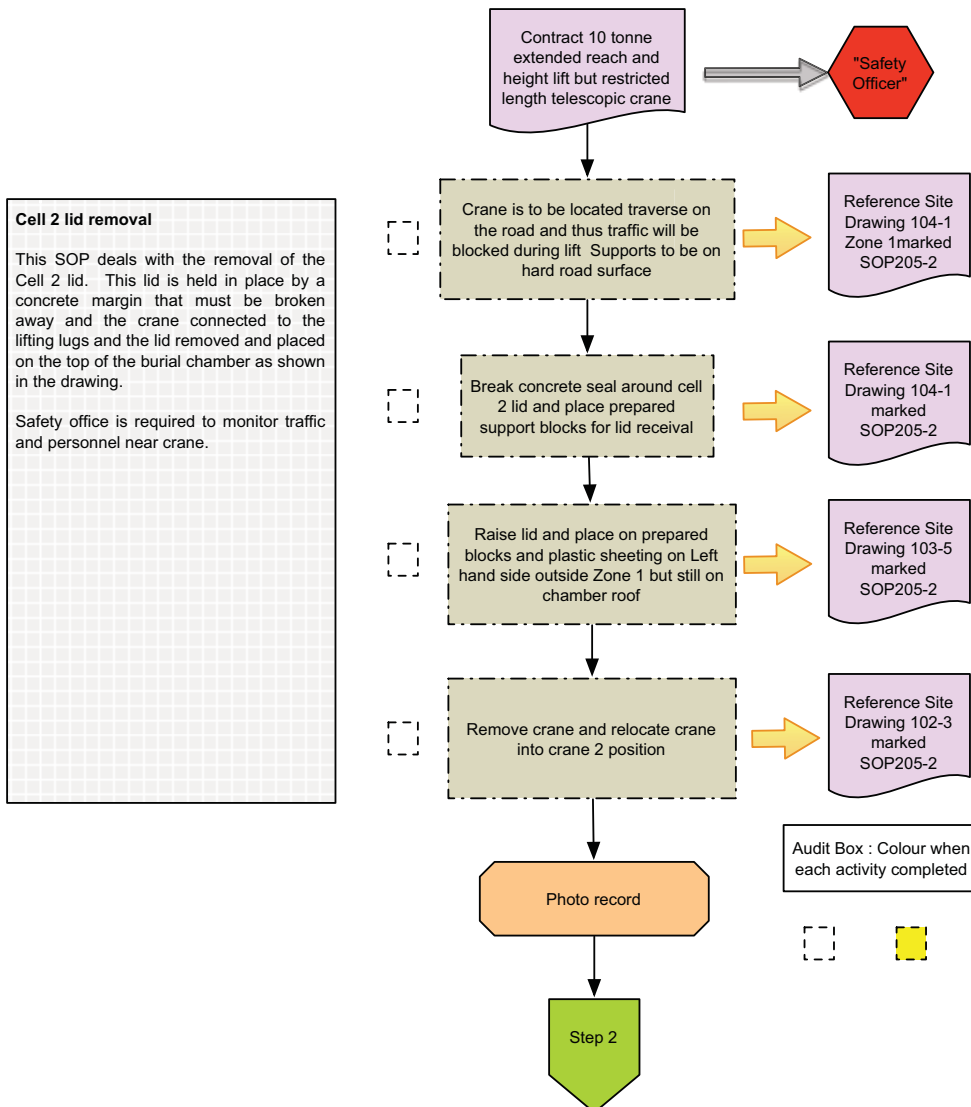 Contract 10 tonne
extended reach and
height lift but restricted
length telescopic crane
"Safety
Officer"
Cell 2 lid removal
This SOP deals with the removal of the
Cell 2 lid. This lid is held in place by a
concrete margin that must be broken
away and the crane connected to the
lifting lugs and the lid removed and placed
on the top of the burial chamber as shown
in the drawing.
Safety office is required to monitor traffic
and personnel near crane.
Crane is to be located traverse on
the road and thus traffic will be
blocked during lift Supports to be on
hard road surface
Reference Site
Drawing 104-1
Zone 1marked
SOP205-2
Break concrete seal around cell
2 lid and place prepared
support blocks for lid receival
Reference Site
Drawing 104-1
marked
SOP205-2
Raise lid and place on prepared
blocks and plastic sheeting on Left
hand side outside Zone 1 but still on
chamber roof
Reference Site
Drawing 103-5
marked
SOP205-2
Remove crane and relocate crane
into crane 2 position
Reference Site
Drawing 102-3
marked
SOP205-2
Audit Box : Colour when
each activity completed
Photo record
Step 2